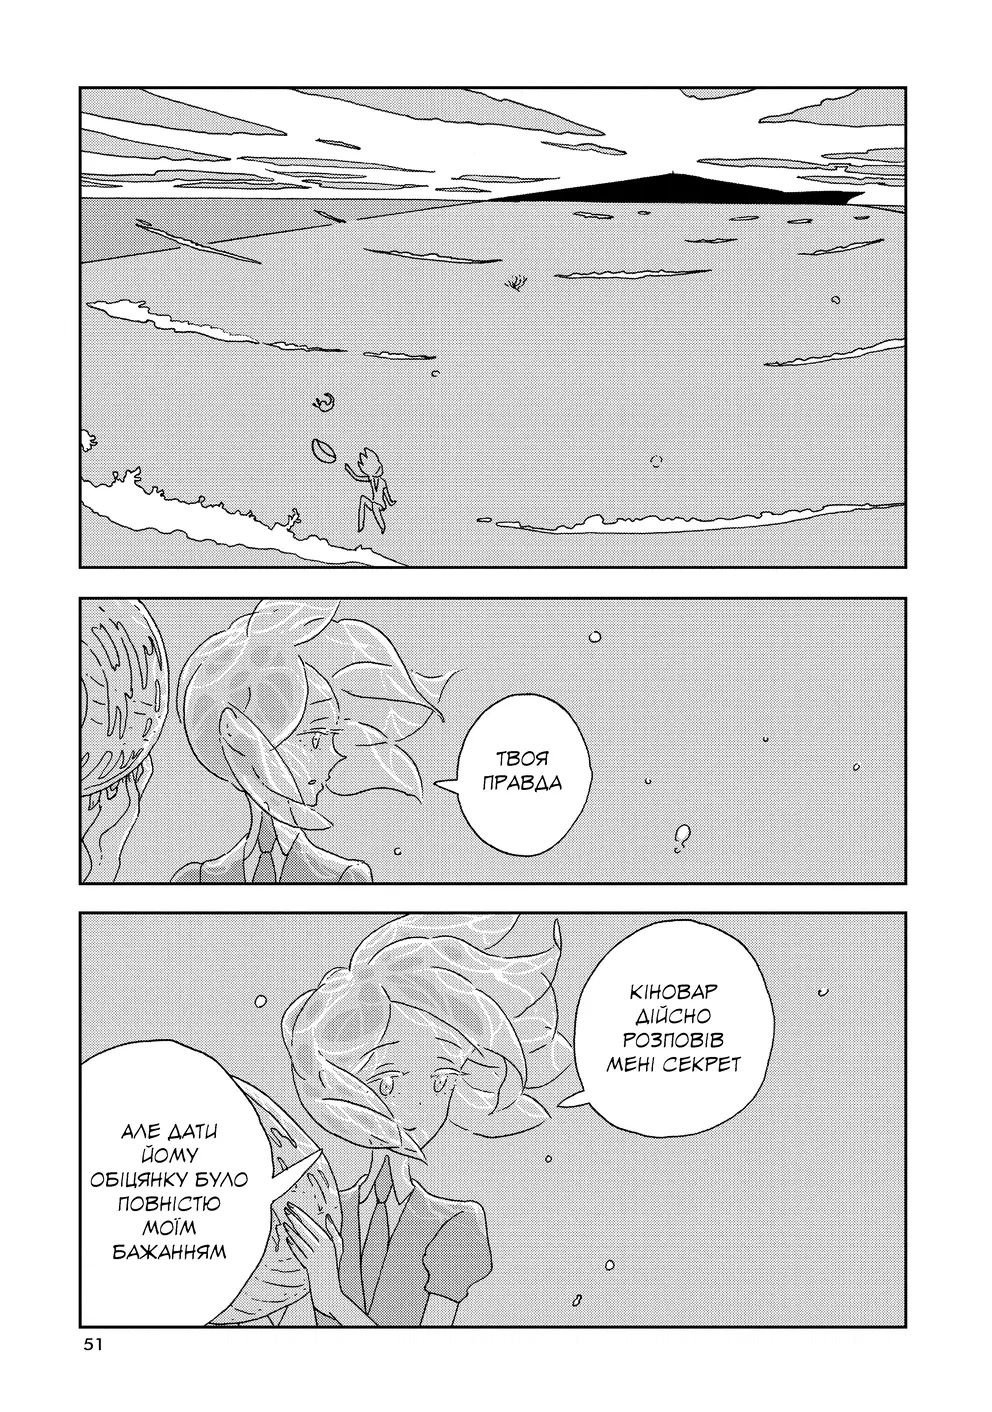 ТВОЯ
ПРАВДА
КІНОВАР
ДІЙСНО
РОЗПОВІВ
МЕНІ СЕКРЕТ
АЛЕ ДАТИ
ЙОМУ
ОБІЦЯНКУ БУЛО
ПОВНІСТЮ
МОЇМ
БАЖАННЯМ
51